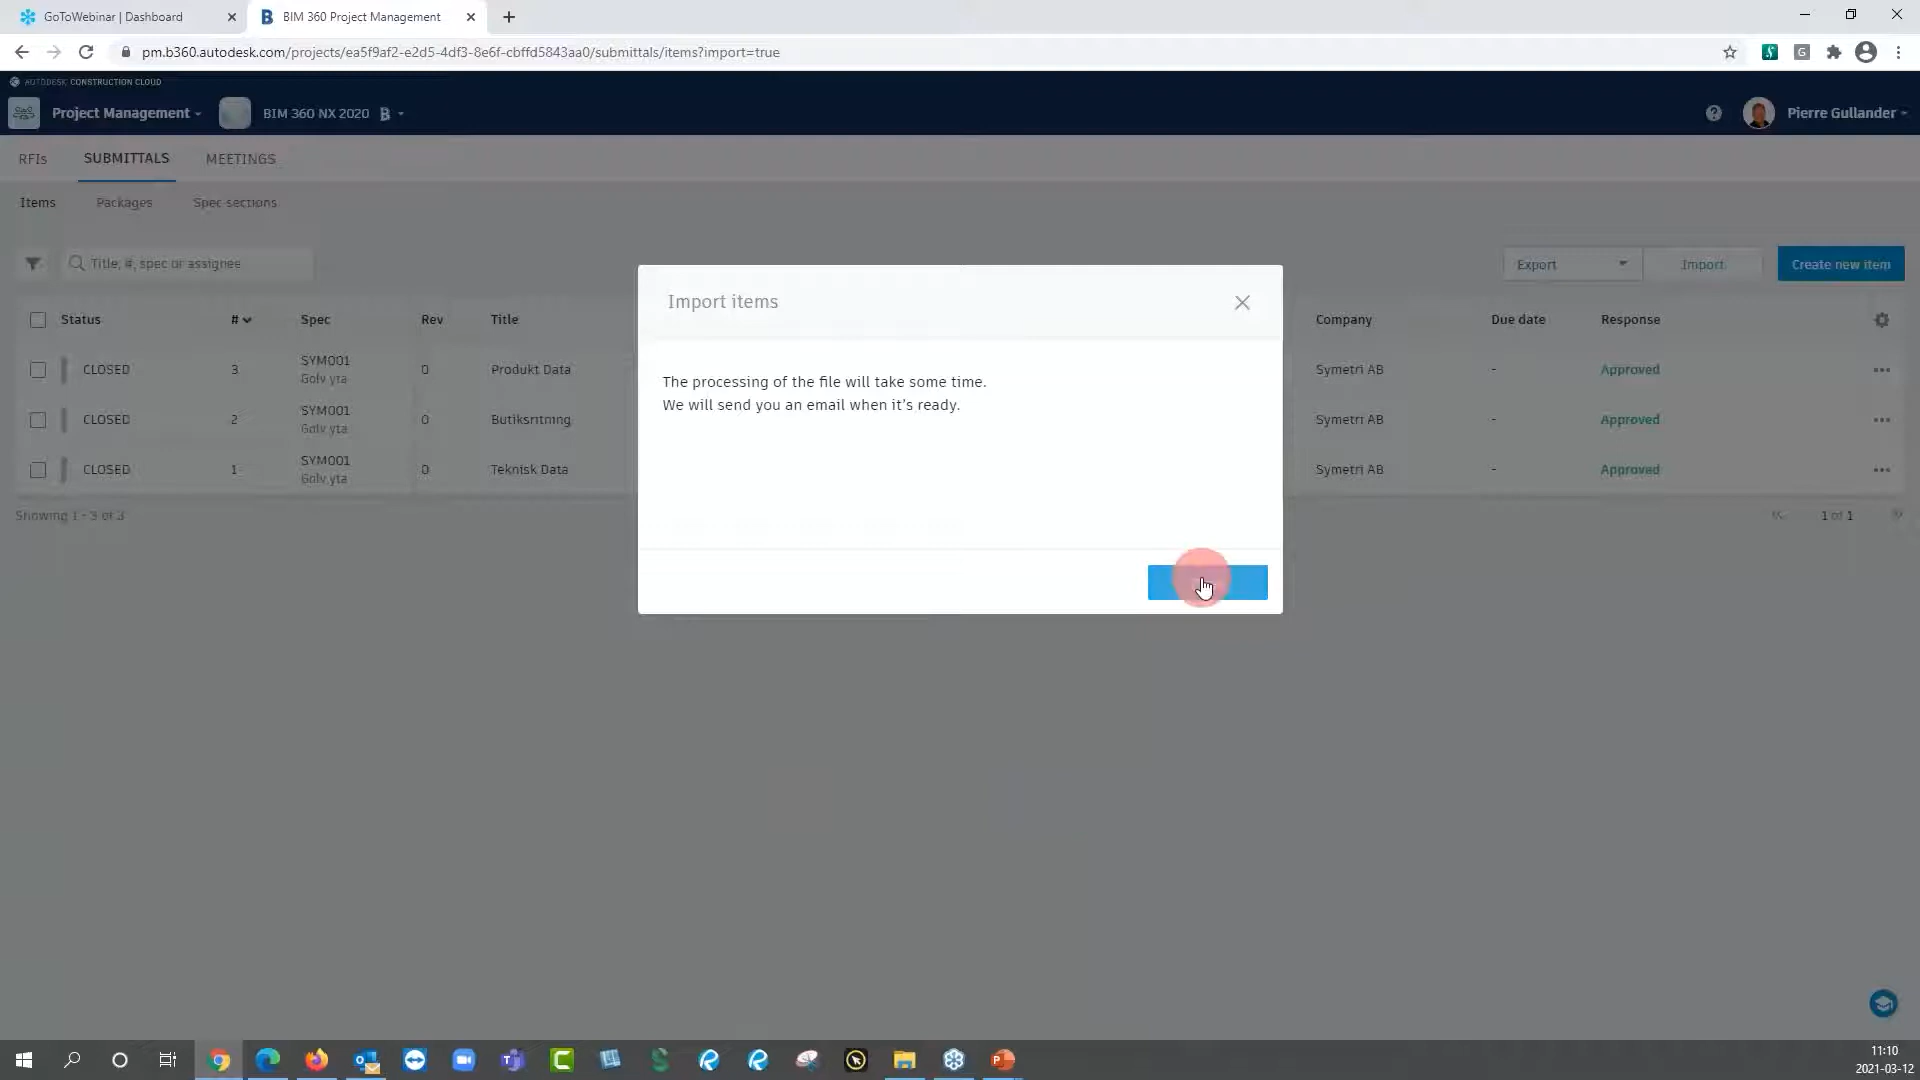 GoToWebinar | Dashboard
BIM 360 Project Management
pm.b360.autodesk.com/projects/ea5f9af2-e2d5-4df3-8e6f-cbffd5843aa0/submittals/items?import=true
AUTODESK CONSTRUCTION CLOUD
Project Management
BIM 360 NX 2020
Pierre Gullander
RFIs
SUBMITTALS
MEETINGS
Items
Packages
Spec sections
Title, #, spec or assignee
Export
Import
Create new item
Import items
The processing of the file will take some time.
We will send you an email when it's ready.
Status # Spec Rev Title Company Due date Response
CLOSED 3 SYM001 0 Produkt Data Symetri AB - Approved
Golv yta
CLOSED 2 SYM001 0 Butiksritning Symetri AB - Approved
Golv yta
CLOSED 1 SYM001 0 Teknisk Data Symetri AB - Approved
Golv yta
Showing 1 - 3 of 3
1 of 1
11:10
2021-03-12